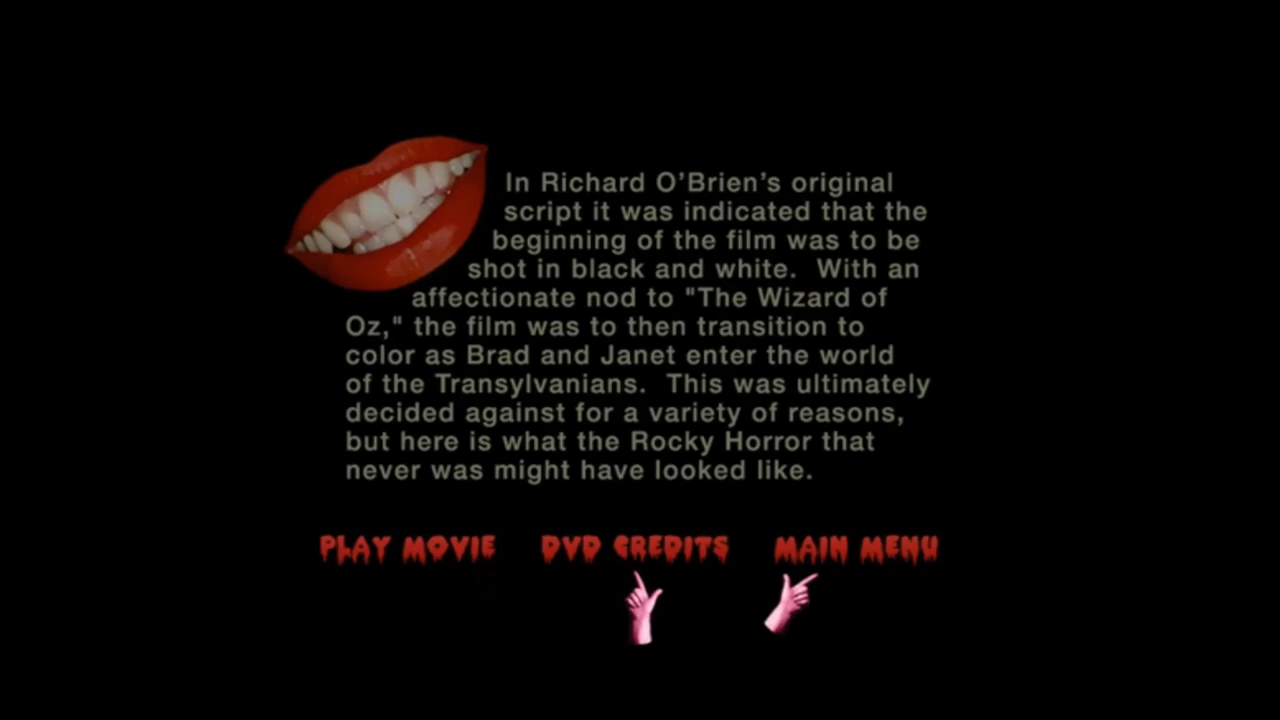 In Richard O’Brien’s original
script it was indicated that the
beginning of the film was to be
shot in black and white.  With an
affectionate nod to "The Wizard of
Oz," the film was to then transition to
color as Brad and Janet enter the world
of the Transylvanians.  This was ultimately
decided against for a variety of reasons,
but here is what the Rocky Horror that
never was might have looked like.
PLAY MOVIE DVD CREDITS MAIN MENU